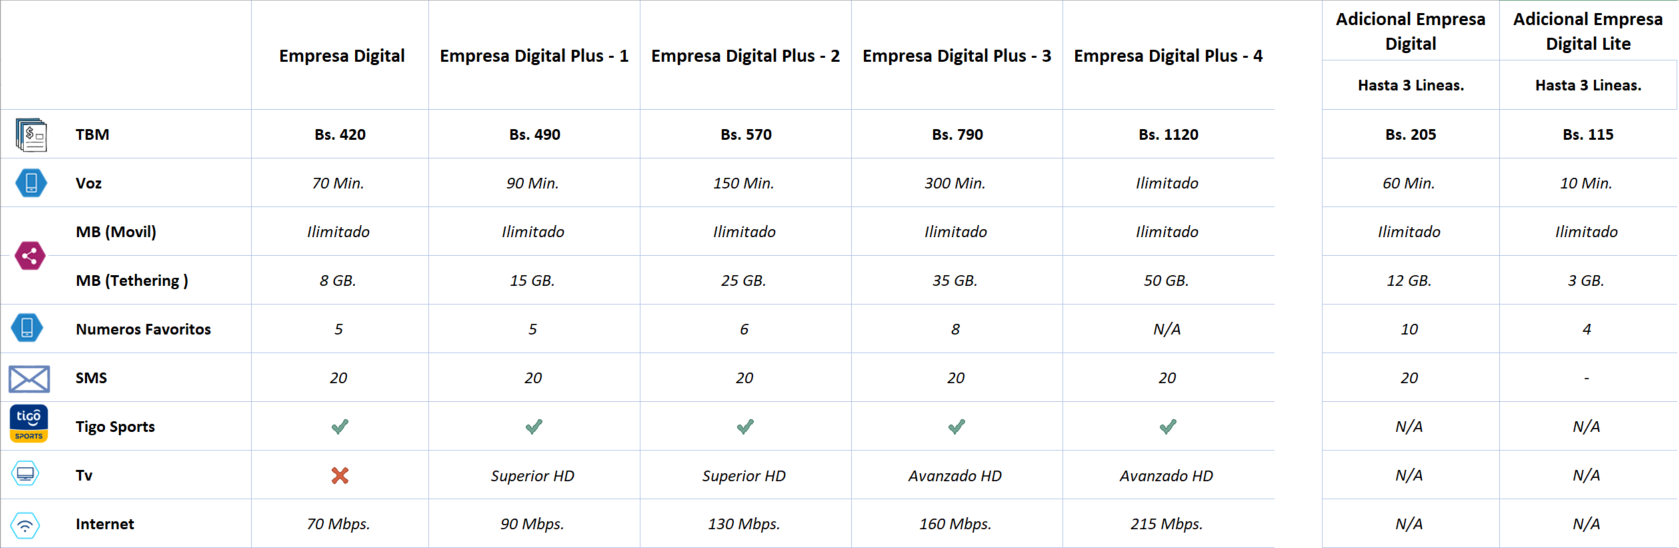 Empresa Digital Empresa Digital Plus - 1 Empresa Digital Plus - 2 Empresa Digital Plus - 3 Empresa Digital Plus - 4 Adicional Empresa Digital Adicional Empresa Digital Lite
Hasta 3 Lineas. Hasta 3 Lineas.
$ TBM Bs. 420 Bs. 490 Bs. 570 Bs. 790 Bs. 1120 Bs. 205 Bs. 115
Voz 70 Min. 90 Min. 150 Min. 300 Min. Ilimitado 60 Min. 10 Min.
MB (Movil) Ilimitado Ilimitado Ilimitado Ilimitado Ilimitado Ilimitado Ilimitado
MB (Tethering ) 8 GB. 15 GB. 25 GB. 35 GB. 50 GB. 12 GB. 3 GB.
Numeros Favoritos 5 5 6 8 N/A 10 4
SMS 20 20 20 20 20 20 -
tigo SPORTS Tigo Sports N/A N/A
Tv Superior HD Superior HD Avanzado HD Avanzado HD N/A N/A
Internet 70 Mbps. 90 Mbps. 130 Mbps. 160 Mbps. 215 Mbps. N/A N/A